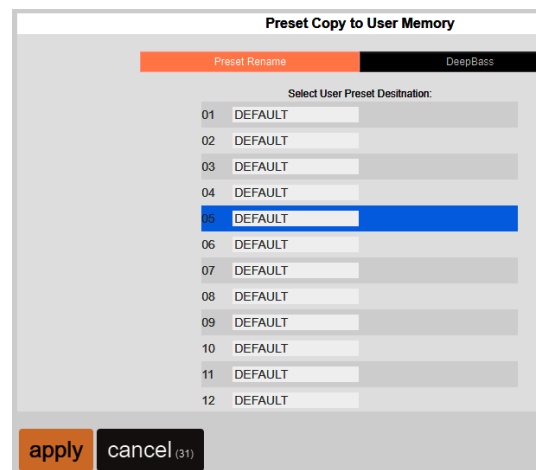 Preset Copy to User Memory
Preset Rename DeepBass
Select User Preset Desitnation:
01 DEFAULT
02 DEFAULT
03 DEFAULT
04 DEFAULT
05 DEFAULT
06 DEFAULT
07 DEFAULT
08 DEFAULT
09 DEFAULT
10 DEFAULT
11 DEFAULT
12 DEFAULT
apply cancel (31)